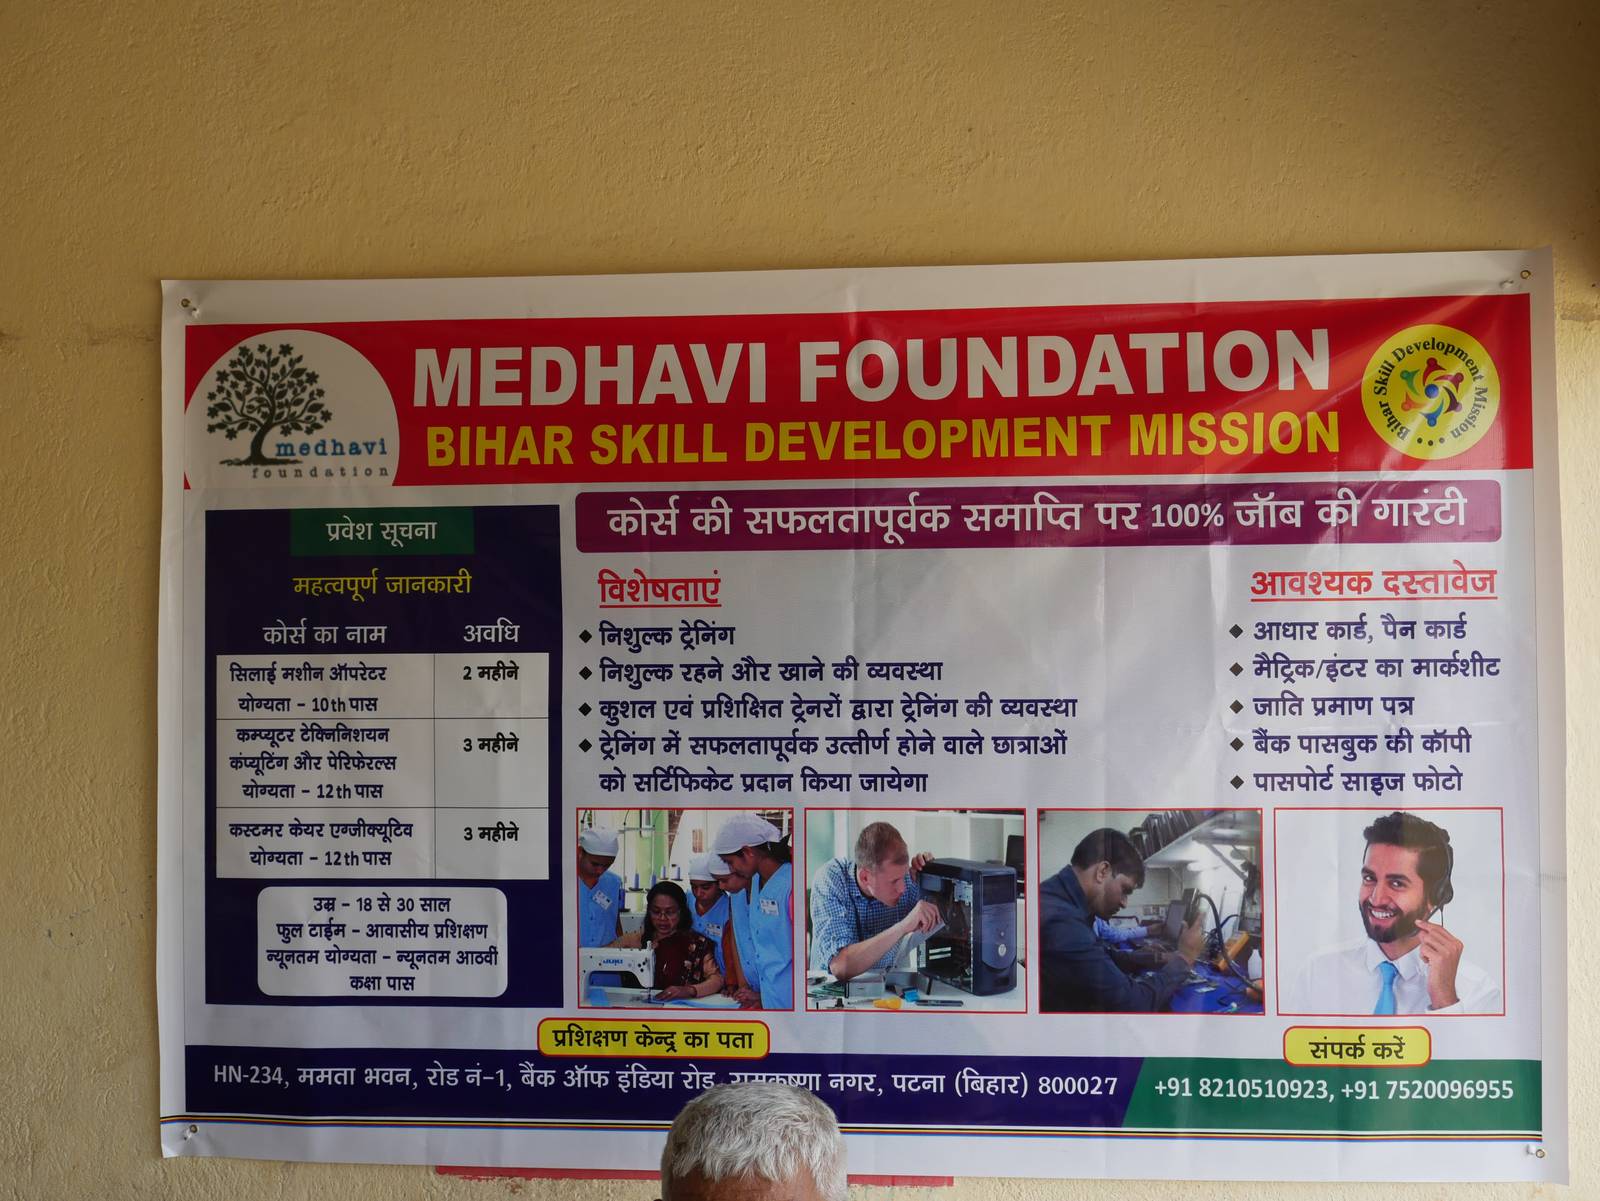 medhavi
foundation
MEDHAVI FOUNDATION
BIHAR SKILL DEVELOPMENT MISSION
Bihar Skill Development Mission
प्रवेश सूचना
महत्वपूर्ण जानकारी
कोर्स का नाम अवधि
सिलाई मशीन ऑपरेटर 2 महीने
योग्यता - 10th पास
कम्प्यूटर टेक्निनिशयन 3 महीने
कंप्यूटिंग और पेरिफेरल्स
योग्यता - 12th पास
कस्टमर केयर एग्जीक्यूटिव 3 महीने
योग्यता - 12th पास
उम्र - 18 से 30 साल
फुल टाईम - आवासीय प्रशिक्षण
न्यूनतम योग्यता - न्यूनतम आठवीं
कक्षा पास
कोर्स की सफलतापूर्वक समाप्ति पर 100% जॉब की गारंटी
विशेषताएं
◆ निशुल्क ट्रेनिंग
◆ निशुल्क रहने और खाने की व्यवस्था
◆ कुशल एवं प्रशिक्षित ट्रेनरों द्वारा ट्रेनिंग की व्यवस्था
◆ ट्रेनिंग में सफलतापूर्वक उत्तीर्ण होने वाले छात्राओं
को सर्टिफिकेट प्रदान किया जायेगा
आवश्यक दस्तावेज
◆ आधार कार्ड, पैन कार्ड
◆ मैट्रिक/इंटर का मार्कशीट
◆ जाति प्रमाण पत्र
◆ बैंक पासबुक की कॉपी
◆ पासपोर्ट साइज फोटो
JUKI
प्रशिक्षण केन्द्र का पता
HN-234, ममता भवन, रोड नं-1, बैंक ऑफ इंडिया रोड, रामकृष्णा नगर, पटना (बिहार) 800027
संपर्क करें
+91 8210510923, +91 7520096955